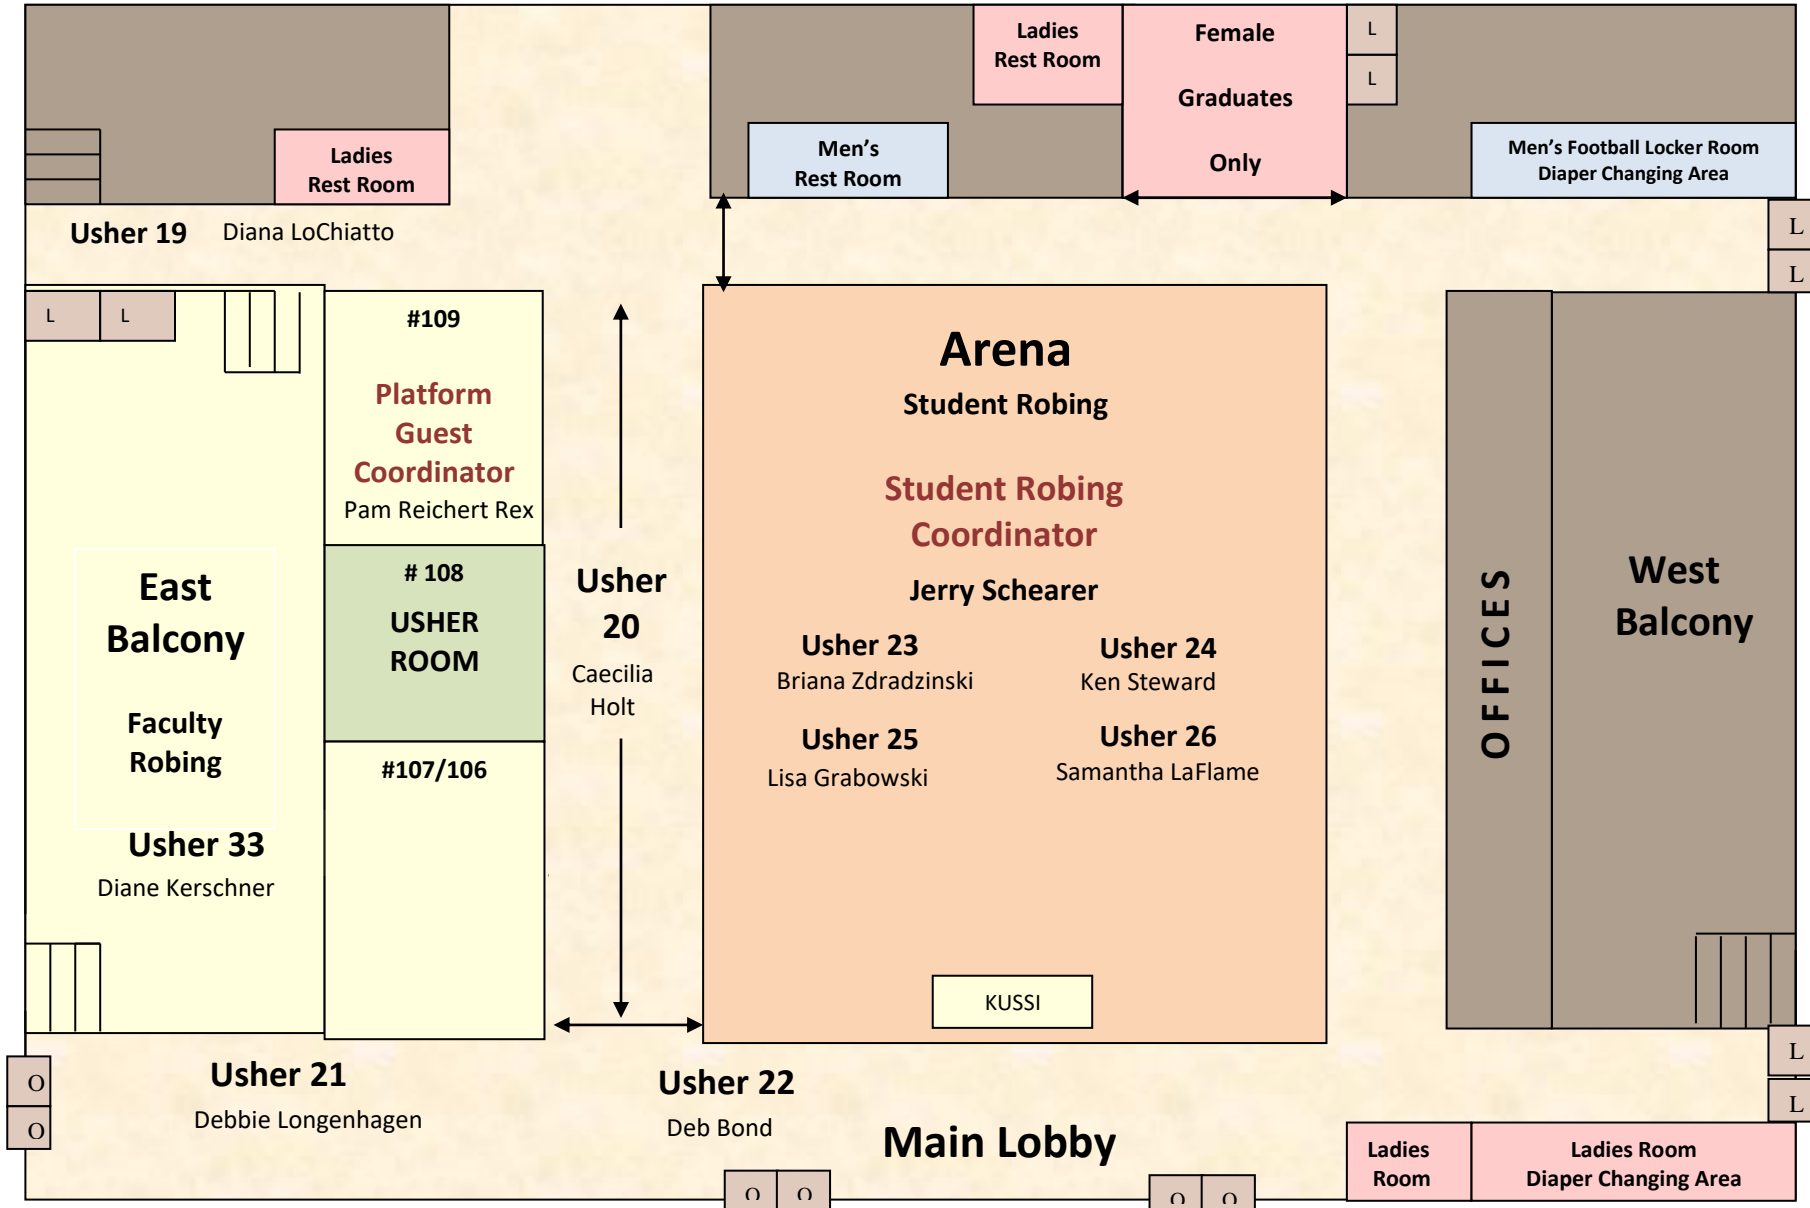 Ladies
Rest Room
Female
Graduates
Only
L
L
Ladies
Rest Room
Men's
Rest Room
Men's Football Locker Room
Diaper Changing Area
Usher 19 Diana LoChiatto
L
L
L L
#109
Platform
Guest
Coordinator
Pam Reichert Rex
Arena
Student Robing
Student Robing
Coordinator
Jerry Schearer
East
Balcony
Faculty
Robing
Usher 33
Diane Kerschner
# 108
USHER
ROOM
#107/106
Usher
20
Caecilia
Holt
Usher 23
Briana Zdradzinski
Usher 24
Ken Steward
Usher 25
Lisa Grabowski
Usher 26
Samantha LaFlame
KUSSI
OFFICES
West
Balcony
O
O
Usher 21
Debbie Longenhagen
Usher 22
Deb Bond
Main Lobby
L
L
Ladies
Room
Ladies Room
Diaper Changing Area
O O
O O